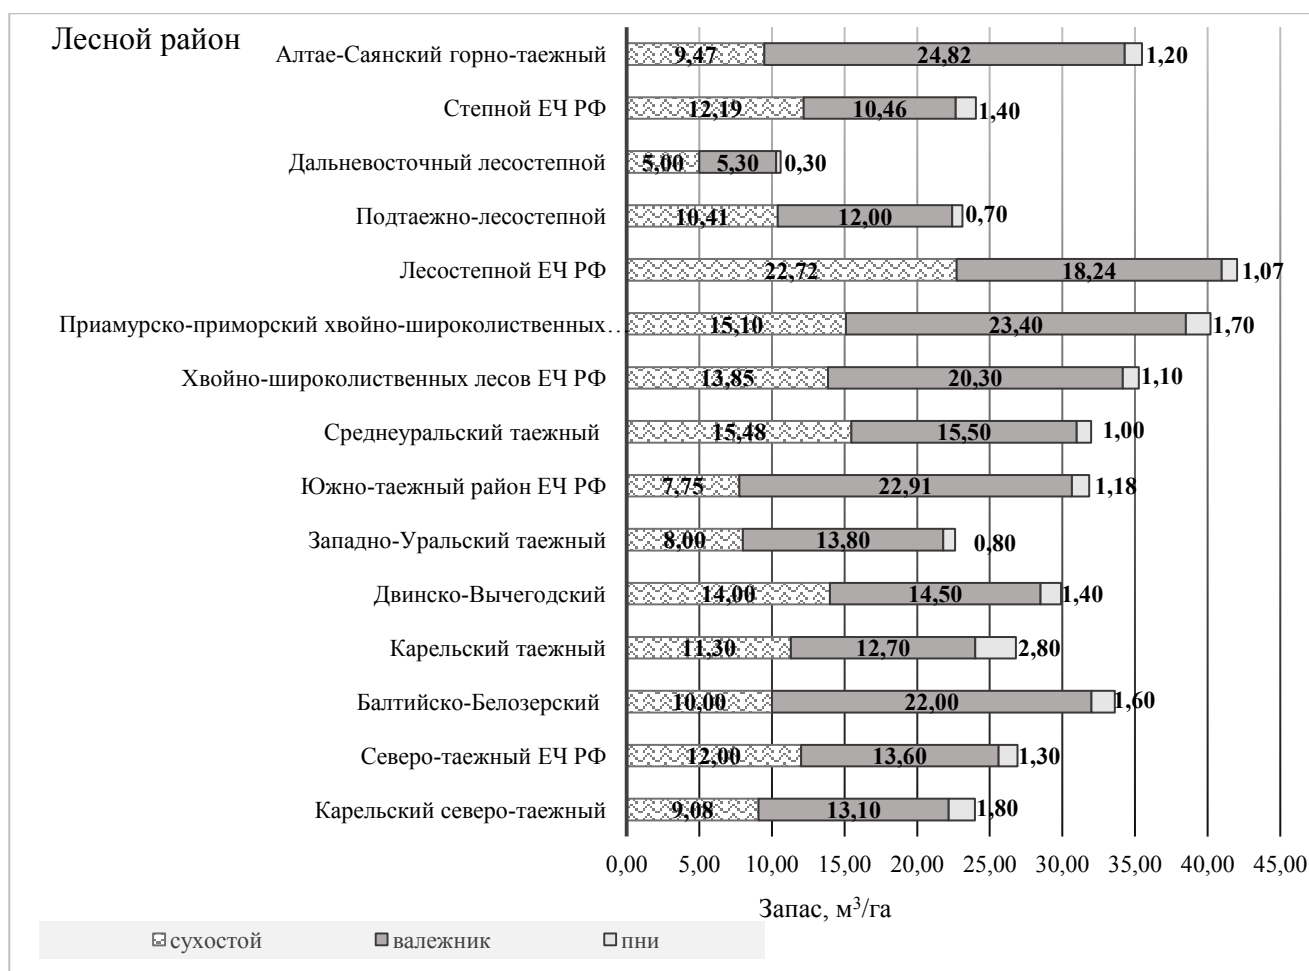 Лесной район
Алтае-Саянский горно-таежный 9,47 24,82 1,20
Степной ЕЧ РФ 12,19 10,46 1,40
Дальневосточный лесостепной 5,00 5,30 0,30
Подтаежно-лесостепной 10,41 12,00 0,70
Лесостепной ЕЧ РФ 22,72 18,24 1,07
Приамурско-приморский хвойно-широколиственных… 15,10 23,40 1,70
Хвойно-широколиственных лесов ЕЧ РФ 13,85 20,30 1,10
Среднеуральский таежный 15,48 15,50 1,00
Южно-таежный район ЕЧ РФ 7,75 22,91 1,18
Западно-Уральский таежный 8,00 13,80 0,80
Двинско-Вычегодский 14,00 14,50 1,40
Карельский таежный 11,30 12,70 2,80
Балтийско-Белозерский 10,00 22,00 1,60
Северо-таежный ЕЧ РФ 12,00 13,60 1,30
Карельский северо-таежный 9,08 13,10 1,80
0,00 5,00 10,00 15,00 20,00 25,00 30,00 35,00 40,00 45,00
Запас, м³/га
сухостой валежник пни